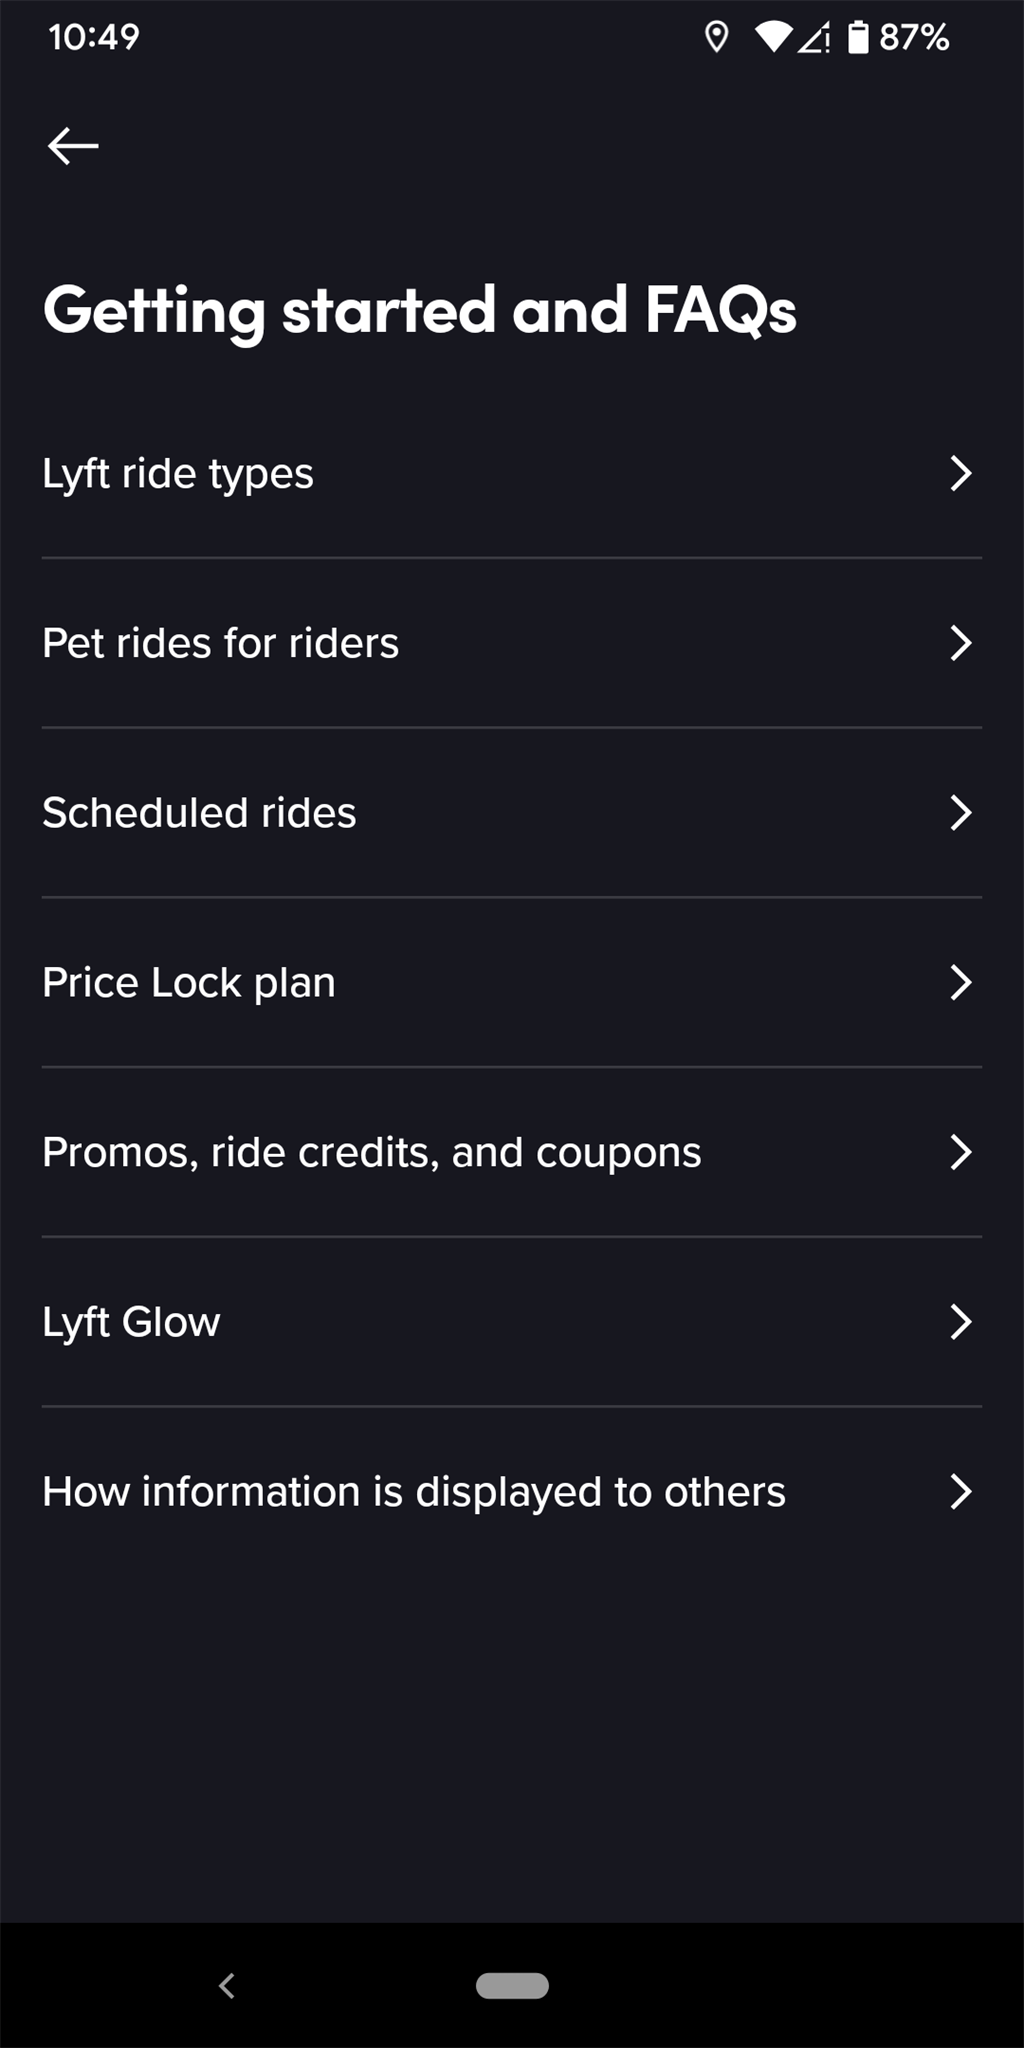 10:49
87%
Getting started and FAQs
Lyft ride types
Pet rides for riders
Scheduled rides
Price Lock plan
Promos, ride credits, and coupons
Lyft Glow
How information is displayed to others